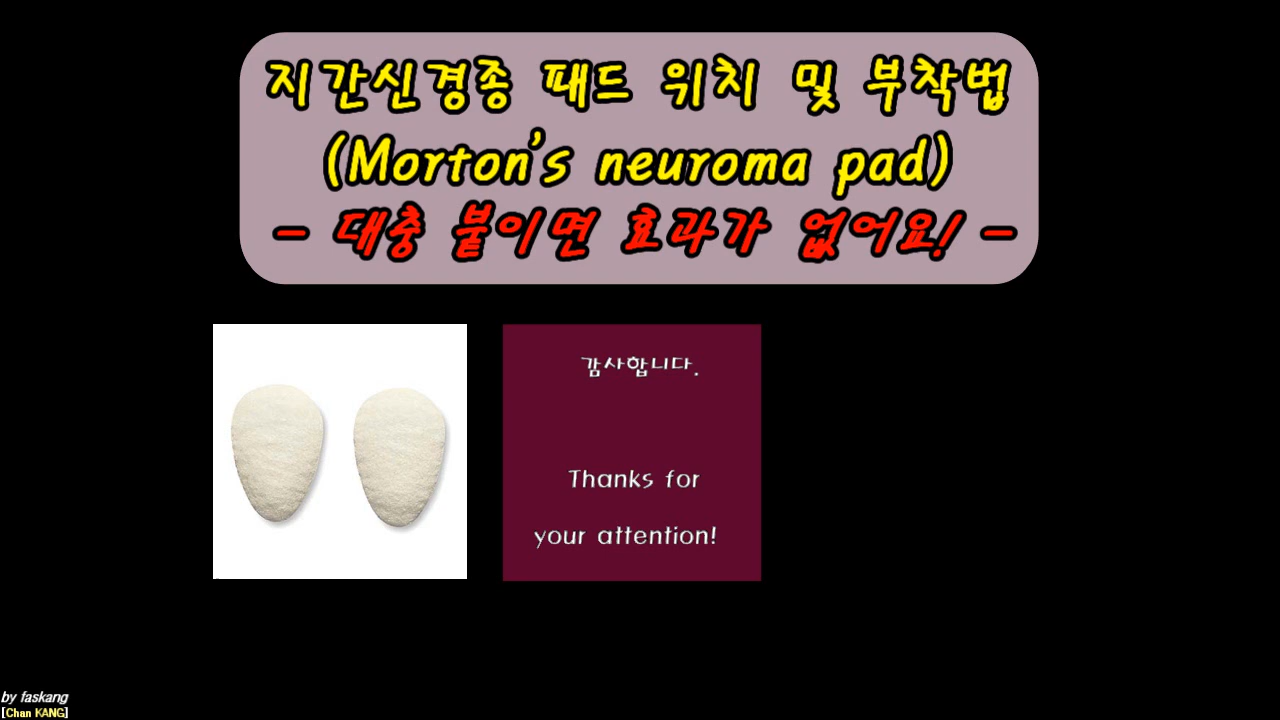 지간신경종 패드 위치 및 부착법
(Morton's neuroma pad)
- 대충 붙이면 효과가 없어요! -
감사합니다.
Thanks for
your attention!
by faskang
[Chan KANG]